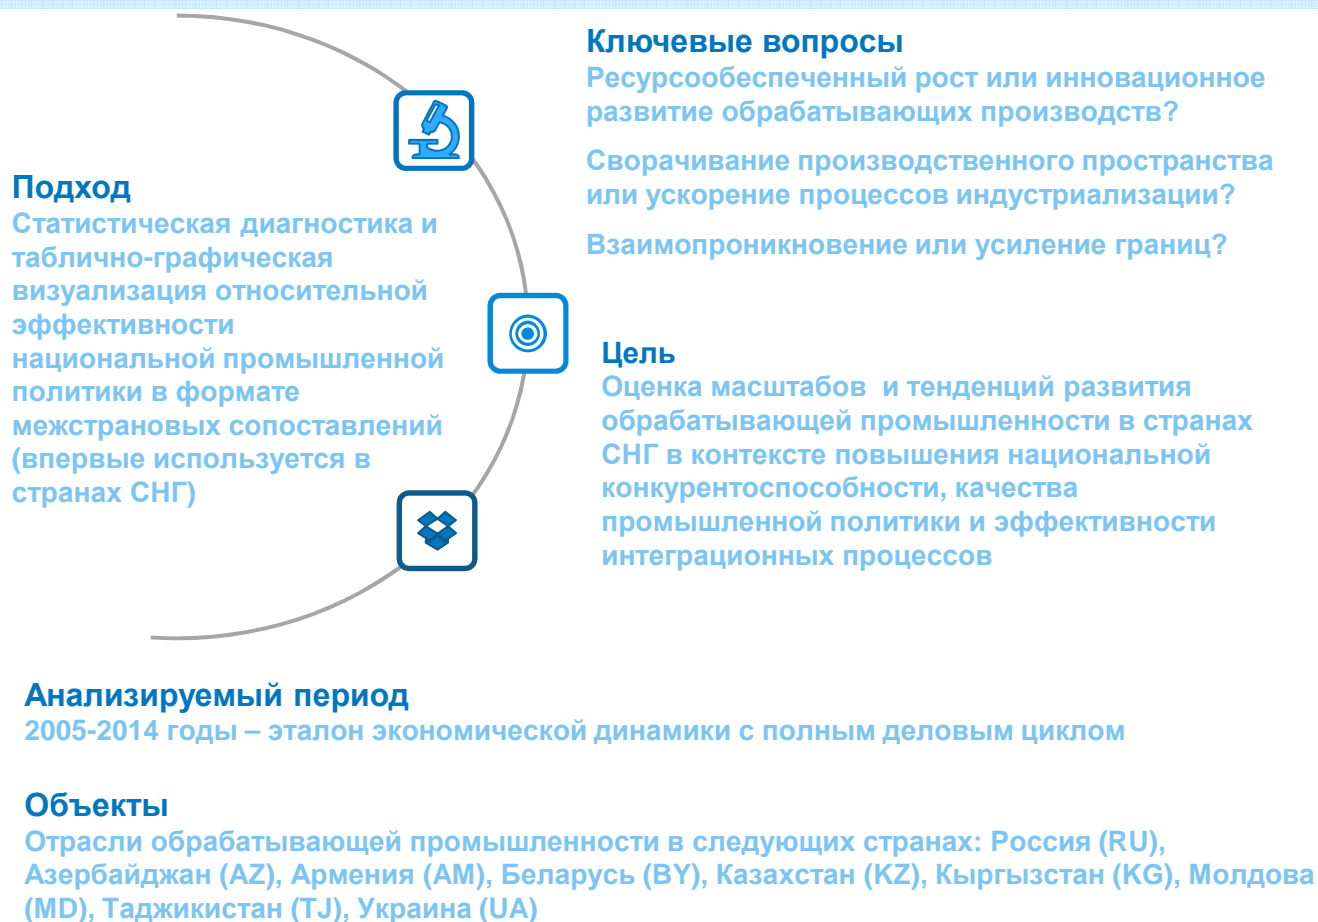 Ключевые вопросы
Ресурсообеспеченный рост или инновационное
развитие обрабатывающих производств?
Сворачивание производственного пространства
или ускорение процессов индустриализации?
Взаимопроникновение или усиление границ?
Подход
Статистическая диагностика и
таблично-графическая
визуализация относительной
эффективности
национальной промышленной
политики в формате
межстрановых сопоставлений
(впервые используется в
странах СНГ)
Цель
Оценка масштабов и тенденций развития
обрабатывающей промышленности в странах
СНГ в контексте повышения национальной
конкурентоспособности, качества
промышленной политики и эффективности
интеграционных процессов
Анализируемый период
2005-2014 годы – эталон экономической динамики с полным деловым циклом
Объекты
Отрасли обрабатывающей промышленности в следующих странах: Россия (RU),
Азербайджан (AZ), Армения (AM), Беларусь (BY), Казахстан (KZ), Кыргызстан (KG), Молдова
(MD), Таджикистан (TJ), Украина (UA)